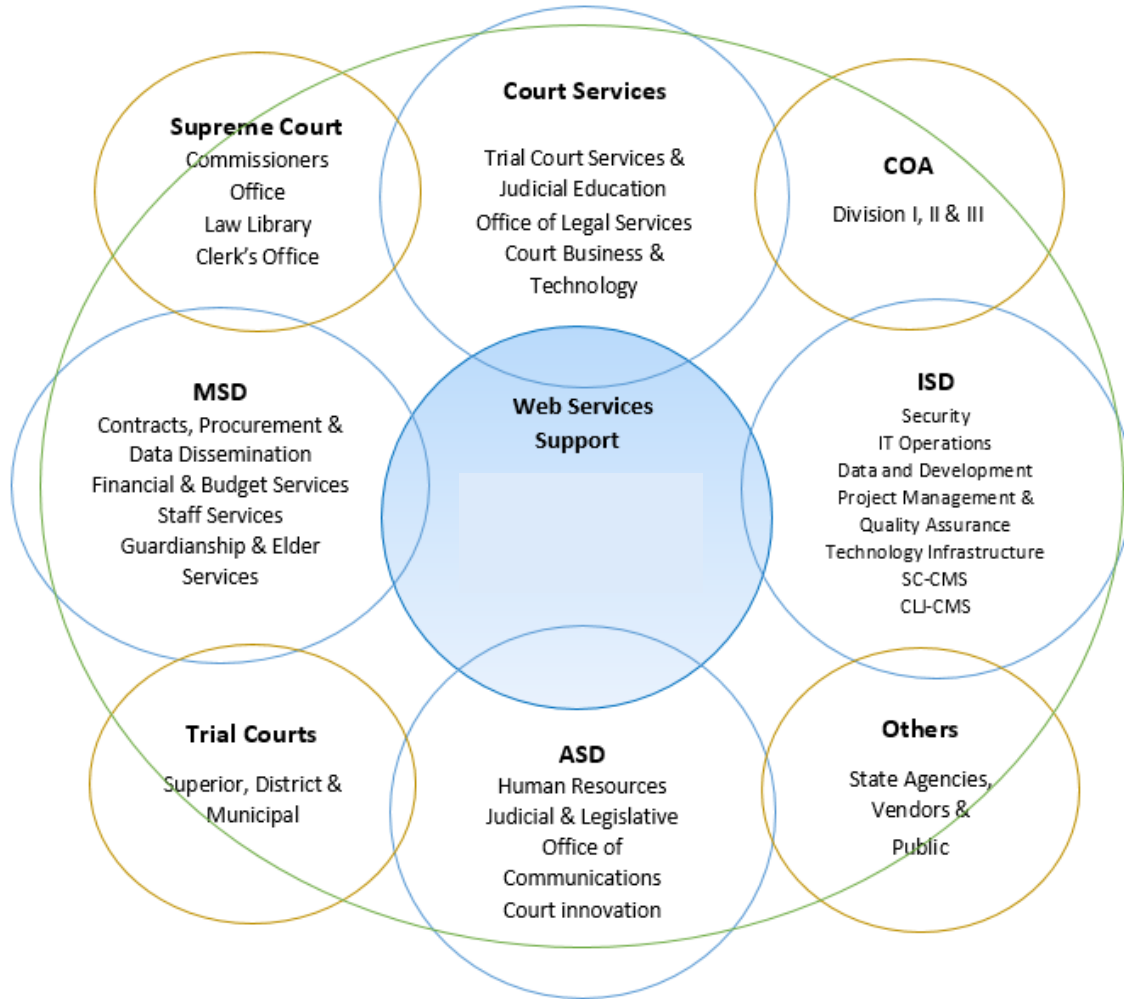 Supreme Court
Commissioners
Office
Law Library
Clerk's Office
Court Services
Trial Court Services &
Judicial Education
Office of Legal Services
Court Business &
Technology
COA
Division I, II & III
MSD
Contracts, Procurement &
Data Dissemination
Financial & Budget Services
Staff Services
Guardianship & Elder
Services
Web Services
Support
ISD
Security
IT Operations
Data and Development
Project Management &
Quality Assurance
Technology Infrastructure
SC-CMS
CLJ-CMS
Trial Courts
Superior, District &
Municipal
ASD
Human Resources
Judicial & Legislative
Office of
Communications
Court innovation
Others
State Agencies,
Vendors &
Public